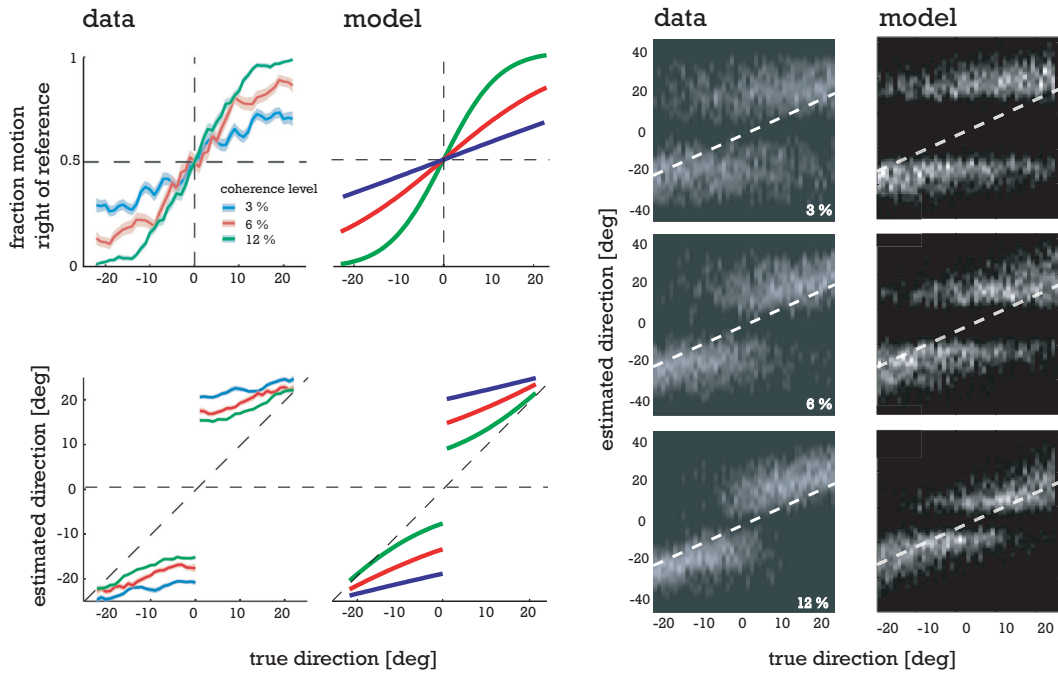 data
model
fraction motion
right of reference
1
0.5
0
coherence level
3 %
6 %
12 %
-20 -10 0 10 20
-20 -10 0 10 20
estimated direction [deg]
20
10
0
-10
-20
-20 -10 0 10 20
-20 -10 0 10 20
true direction [deg]
data
model
estimated direction [deg]
40
20
0
-20
-40
3 %
40
20
0
-20
-40
6 %
40
20
0
-20
-40
12 %
-20 -10 0 10 20
-20 -10 0 10 20
true direction [deg]